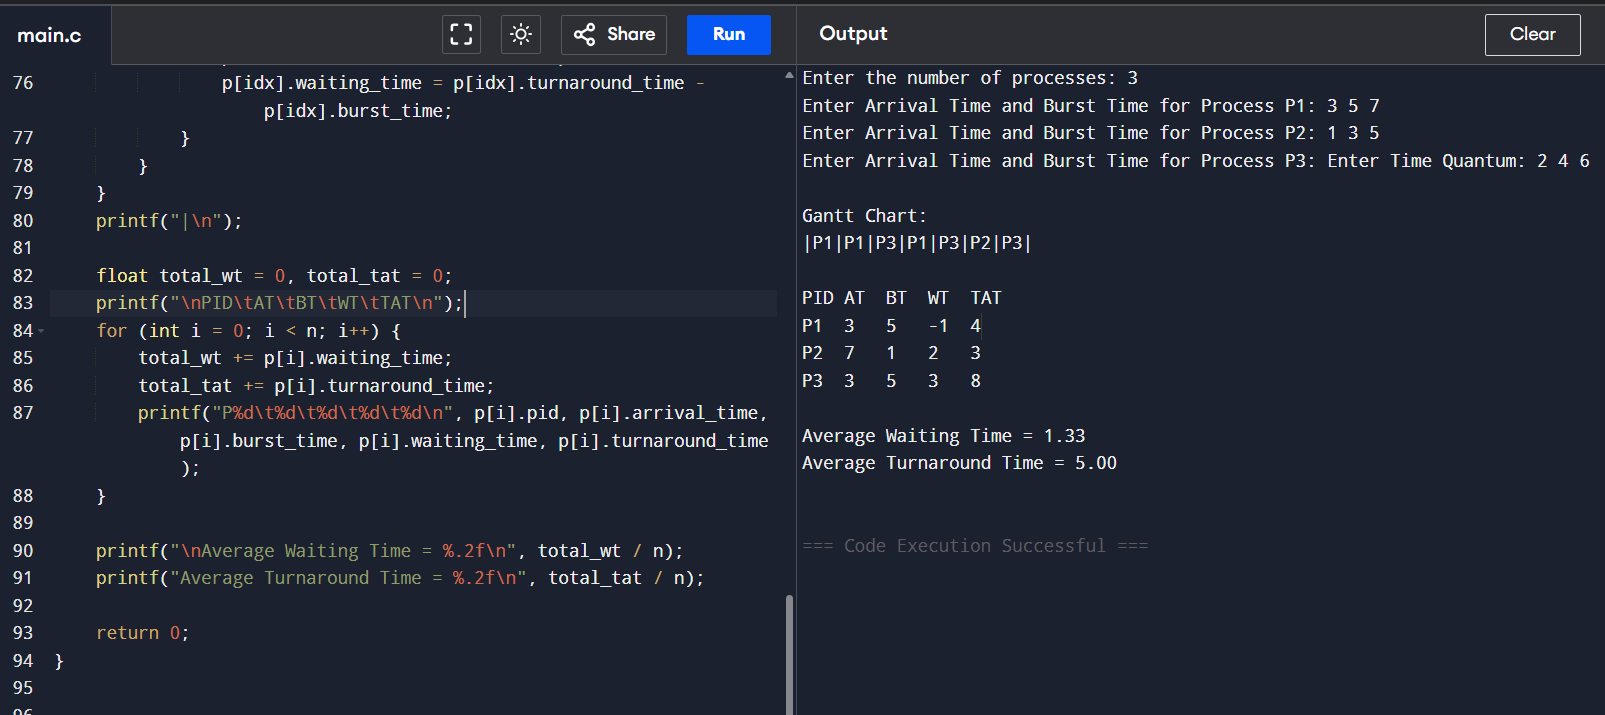 main.c
Share
Run
76 p[idx].waiting_time = p[idx].turnaround_time -
p[idx].burst_time;
77 }
78 }
79 }
80 printf("|\n");
81
82 float total_wt = 0, total_tat = 0;
83 printf("\nPID\tAT\tBT\tWT\tTAT\n");
84 for (int i = 0; i < n; i++) {
85 total_wt += p[i].waiting_time;
86 total_tat += p[i].turnaround_time;
87 printf("P%d\t%d\t%d\t%d\t%d\n", p[i].pid, p[i].arrival_time,
p[i].burst_time, p[i].waiting_time, p[i].turnaround_time
);
88 }
89
90 printf("\nAverage Waiting Time = %.2f\n", total_wt / n);
91 printf("Average Turnaround Time = %.2f\n", total_tat / n);
92
93 return 0;
94 }
95
96
Output
Clear
Enter the number of processes: 3
Enter Arrival Time and Burst Time for Process P1: 3 5 7
Enter Arrival Time and Burst Time for Process P2: 1 3 5
Enter Arrival Time and Burst Time for Process P3: Enter Time Quantum: 2 4 6
Gantt Chart:
|P1|P1|P3|P1|P3|P2|P3|
PID AT BT WT TAT
P1 3 5 -1 4
P2 7 1 2 3
P3 3 5 3 8
Average Waiting Time = 1.33
Average Turnaround Time = 5.00
=== Code Execution Successful ===